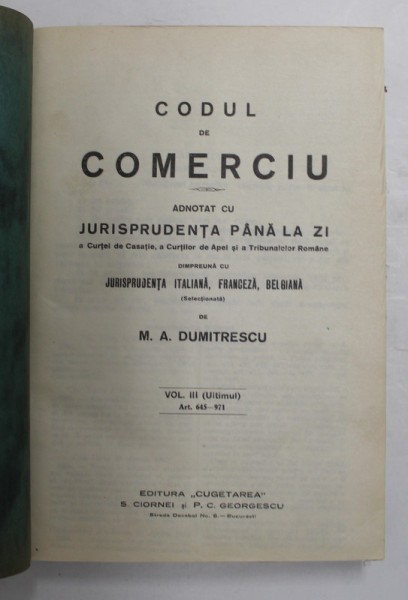 CODUL
DE
COMERCIU
ADNOTAT CU
JURISPRUDENȚA PÂNĂ LA ZI
a Curței de Casație, a Curților de Apel și a Tribunalelor Române
DIMPREUNĂ CU
JURISPRUDENȚA ITALIANĂ, FRANCEZĂ, BELGIANĂ
(Selecționată)
DE
M. A. DUMITRESCU
VOL. III (Ultimul)
Art. 645—971
EDITURA „CUGETAREA"
S. CIORNEI și P. C. GEORGESCU
Strada Decebal No. 8 — București